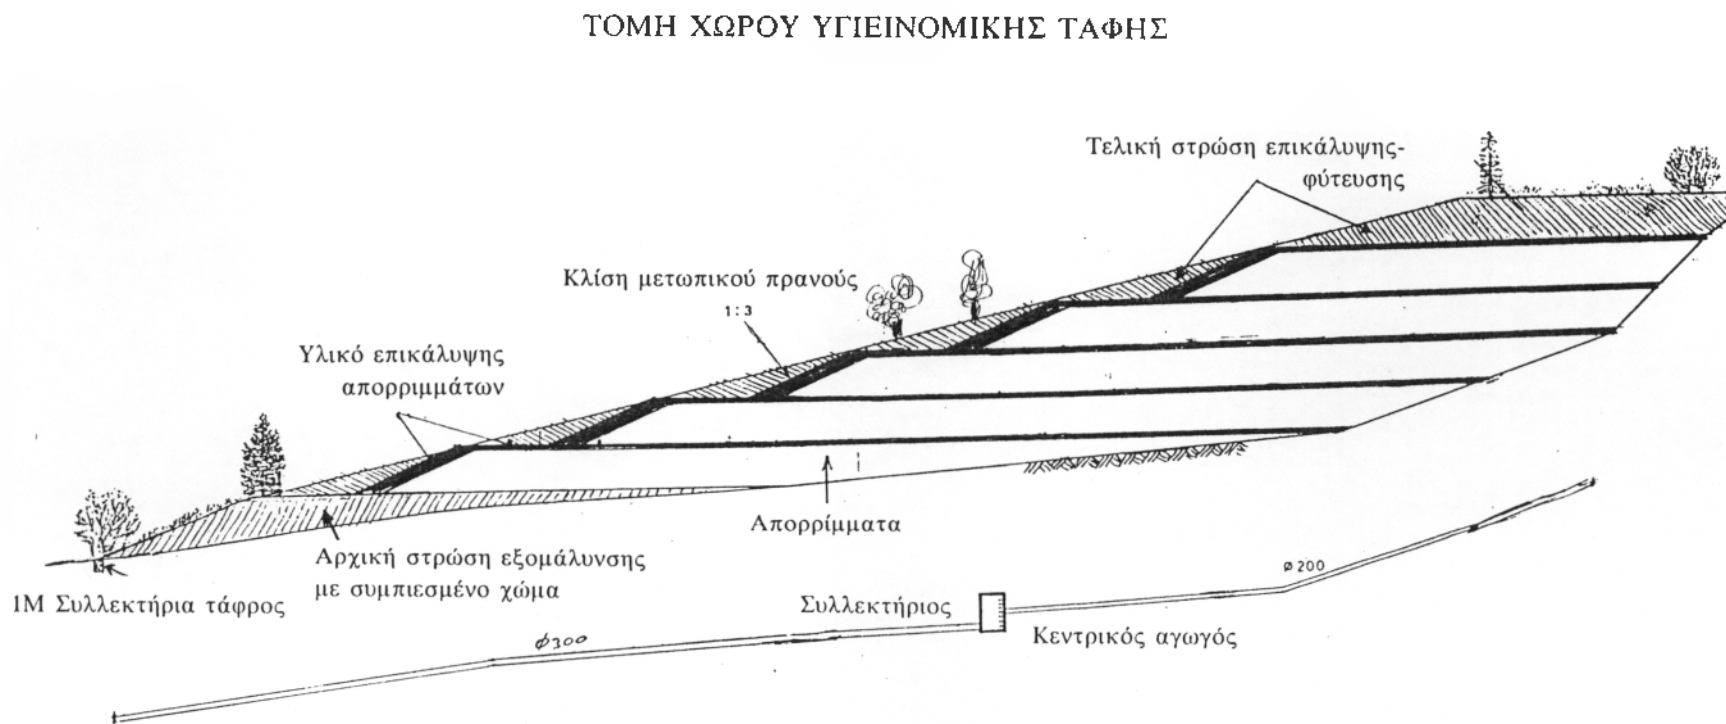 ΤΟΜΗ ΧΩΡΟΥ ΥΓΙΕΙΝΟΜΙΚΗΣ ΤΑΦΗΣ
Τελική στρώση επικάλυψης-
φύτευσης
Κλίση μετωπικού πρανούς
1:3
Υλικό επικάλυψης
απορριμμάτων
Απορρίμματα
Αρχική στρώση εξομάλυνσης
με συμπιεσμένο χώμα
1Μ Συλλεκτήρια τάφρος
Συλλεκτήριος
ø 200
Κεντρικός αγωγός
φ300